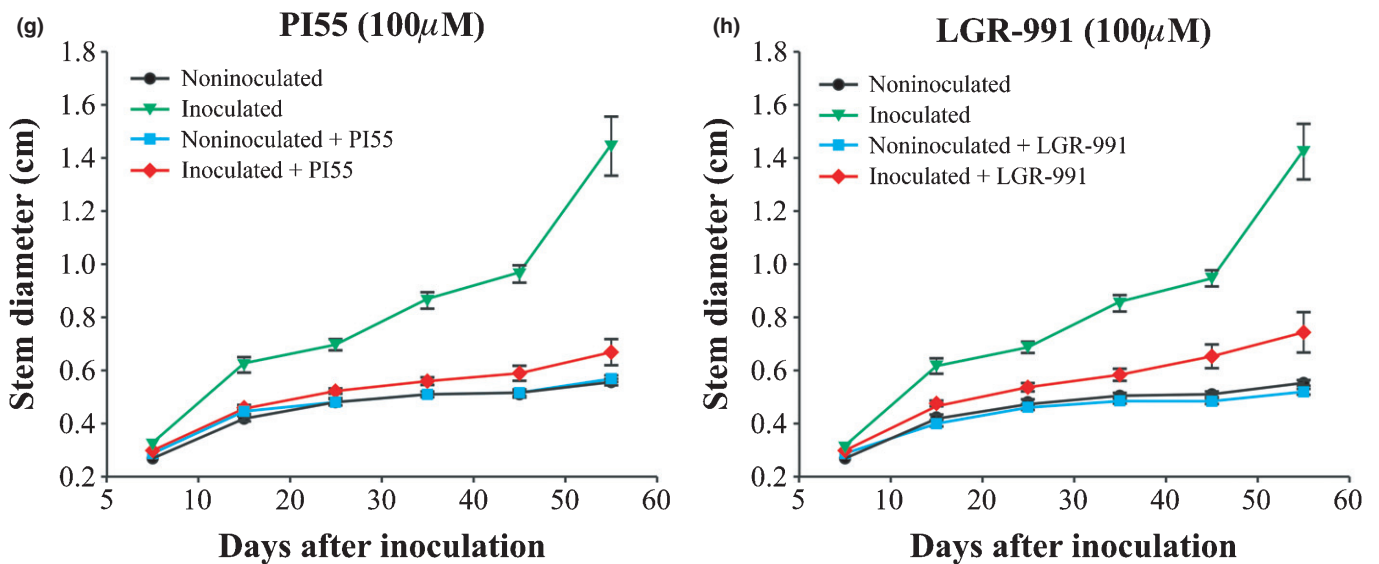 (g)
PI55 (100μM)
Stem diameter (cm)
1.8
1.6
1.4
1.2
1.0
0.8
0.6
0.4
0.2
Noninoculated
Inoculated
Noninoculated + PI55
Inoculated + PI55
5 10 20 30 40 50 60
Days after inoculation
(h)
LGR-991 (100μM)
Stem diameter (cm)
1.8
1.6
1.4
1.2
1.0
0.8
0.6
0.4
0.2
Noninoculated
Inoculated
Noninoculated + LGR-991
Inoculated + LGR-991
5 10 20 30 40 50 60
Days after inoculation